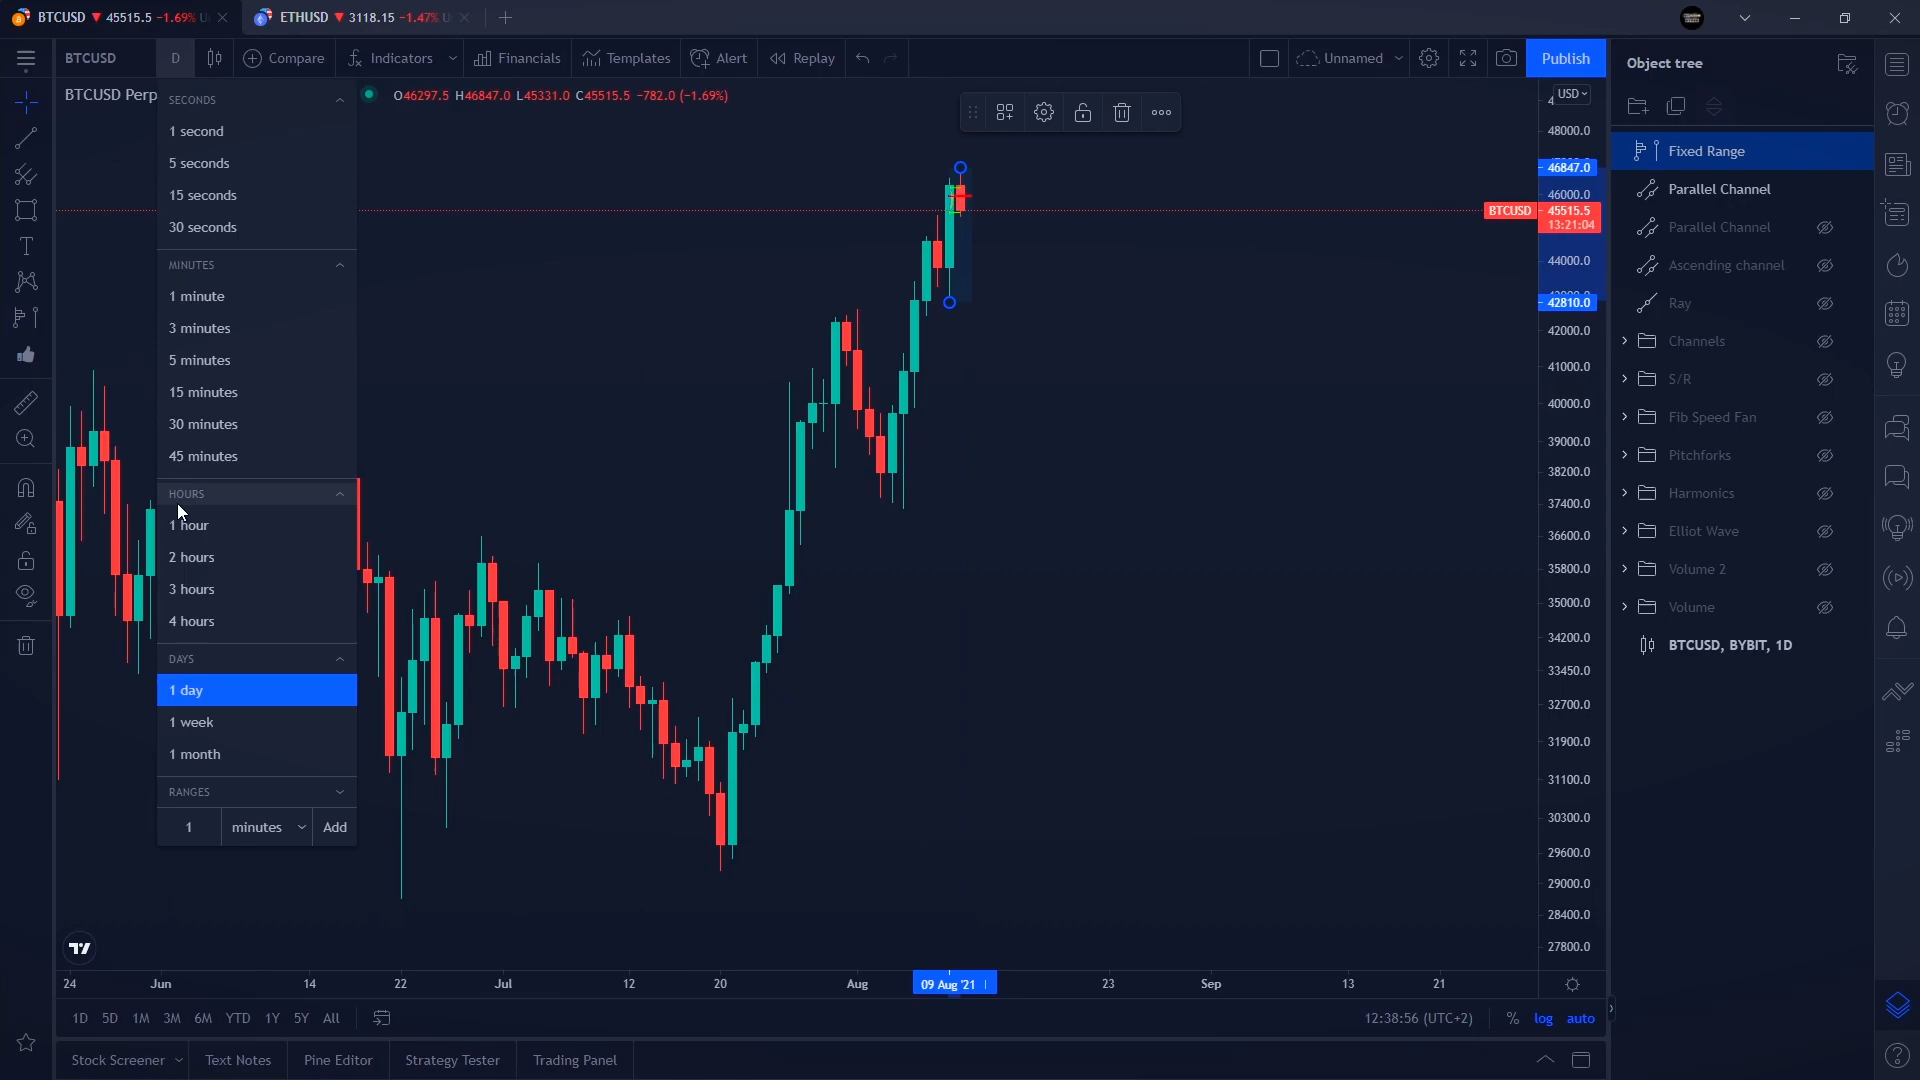 BTCUSD ▼ 45515.5 −1.69% U
ETHUSD ▼ 3118.15 −1.47% U
BTCUSD D Compare Indicators Financials Templates Alert Replay Unnamed Publish
BTCUSD Perp
O46297.5 H46847.0 L45331.0 C45515.5 −782.0 (−1.69%)
SECONDS
1 second
5 seconds
15 seconds
30 seconds
MINUTES
1 minute
3 minutes
5 minutes
15 minutes
30 minutes
45 minutes
HOURS
1 hour
2 hours
3 hours
4 hours
DAYS
1 day
1 week
1 month
RANGES
1 minutes Add
USD
48000.0
46847.0
46000.0
BTCUSD 45515.5
13:21:04
44000.0
42810.0
42000.0
41000.0
40000.0
39000.0
38200.0
37400.0
36600.0
35800.0
35000.0
34200.0
33450.0
32700.0
31900.0
31100.0
30300.0
29600.0
29000.0
28400.0
27800.0
24 Jun 14 22 Jul 12 20 Aug 09 Aug '21 23 Sep 13 21
1D 5D 1M 3M 6M YTD 1Y 5Y All
12:38:56 (UTC+2) % log auto
Stock Screener Text Notes Pine Editor Strategy Tester Trading Panel
Object tree
Fixed Range
Parallel Channel
Parallel Channel
Ascending channel
Ray
Channels
S/R
Fib Speed Fan
Pitchforks
Harmonics
Elliot Wave
Volume 2
Volume
BTCUSD, BYBIT, 1D